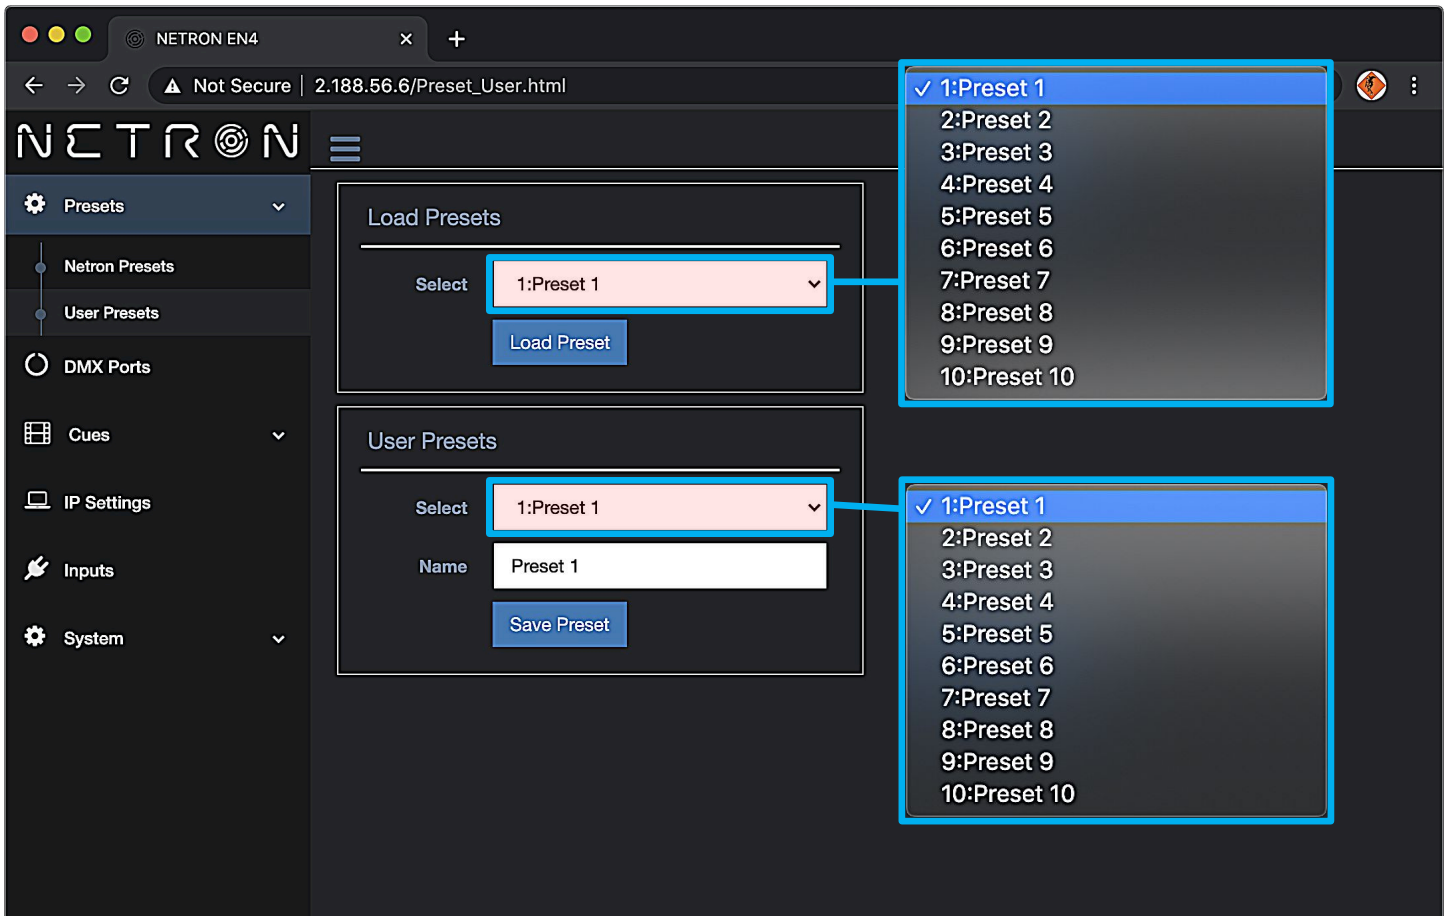 NETRON EN4
Not Secure | 2.188.56.6/Preset_User.html
NETRON
Presets
Netron Presets
User Presets
DMX Ports
Cues
IP Settings
Inputs
System
Load Presets
Select 1:Preset 1
Load Preset
User Presets
Select 1:Preset 1
Name Preset 1
Save Preset
✓ 1:Preset 1
2:Preset 2
3:Preset 3
4:Preset 4
5:Preset 5
6:Preset 6
7:Preset 7
8:Preset 8
9:Preset 9
10:Preset 10
✓ 1:Preset 1
2:Preset 2
3:Preset 3
4:Preset 4
5:Preset 5
6:Preset 6
7:Preset 7
8:Preset 8
9:Preset 9
10:Preset 10